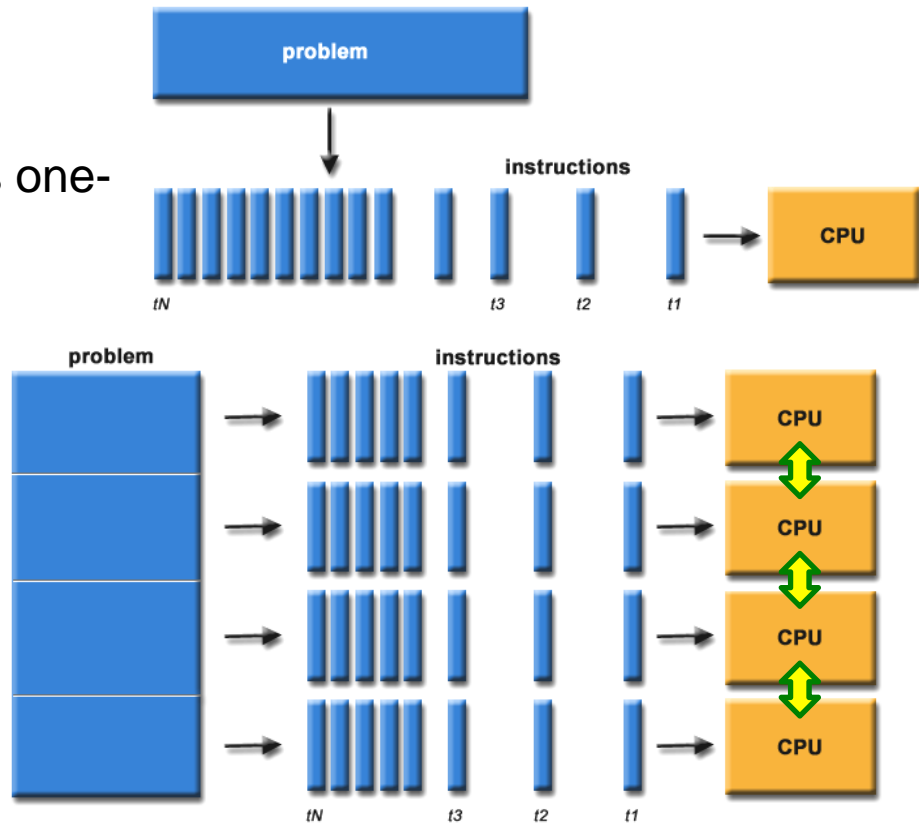 problem
one-
instructions
CPU
tN t3 t2 t1
problem instructions
CPU
CPU
CPU
CPU
tN t3 t2 t1